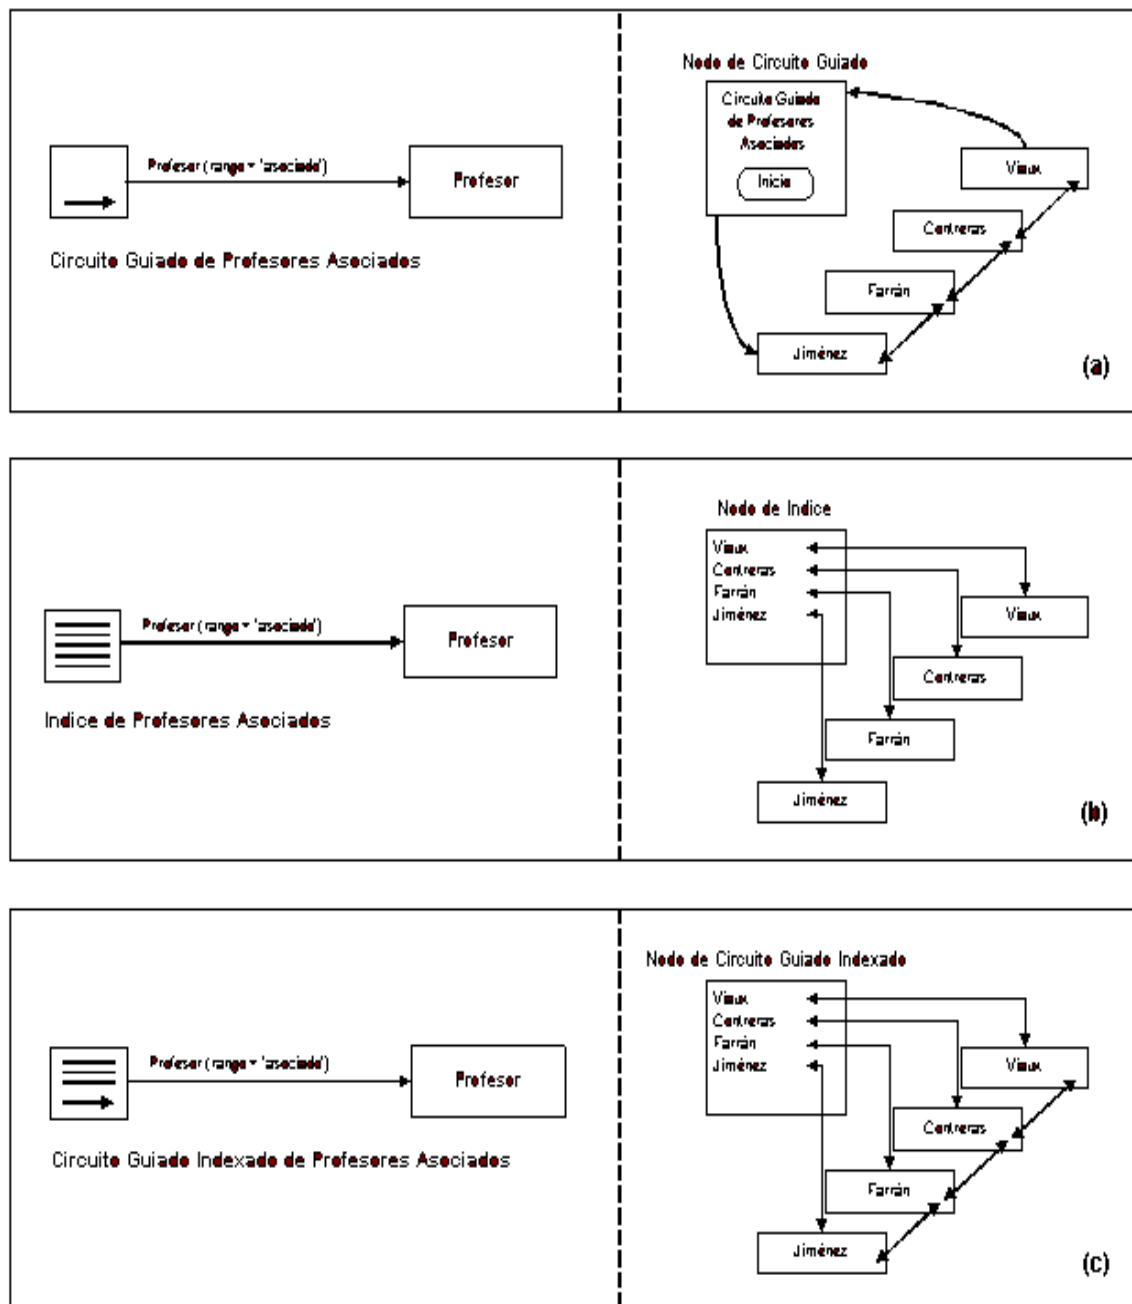 Profesor (rango = 'asociado')
Profesor
Circuito Guiado de Profesores Asociados
Nodo de Circuito Guiado
Circuito Guiado
de Profesores
Asociados
Inicio
Viaux
Contreras
Farrán
Jiménez
(a)
Profesor (rango = 'asociado')
Profesor
Indice de Profesores Asociados
Nodo de Indice
Viaux
Contreras
Farrán
Jiménez
Viaux
Contreras
Farrán
Jiménez
(b)
Profesor (rango = 'asociado')
Profesor
Circuito Guiado Indexado de Profesores Asociados
Nodo de Circuito Guiado Indexado
Viaux
Contreras
Farrán
Jiménez
Viaux
Contreras
Farrán
Jiménez
(c)